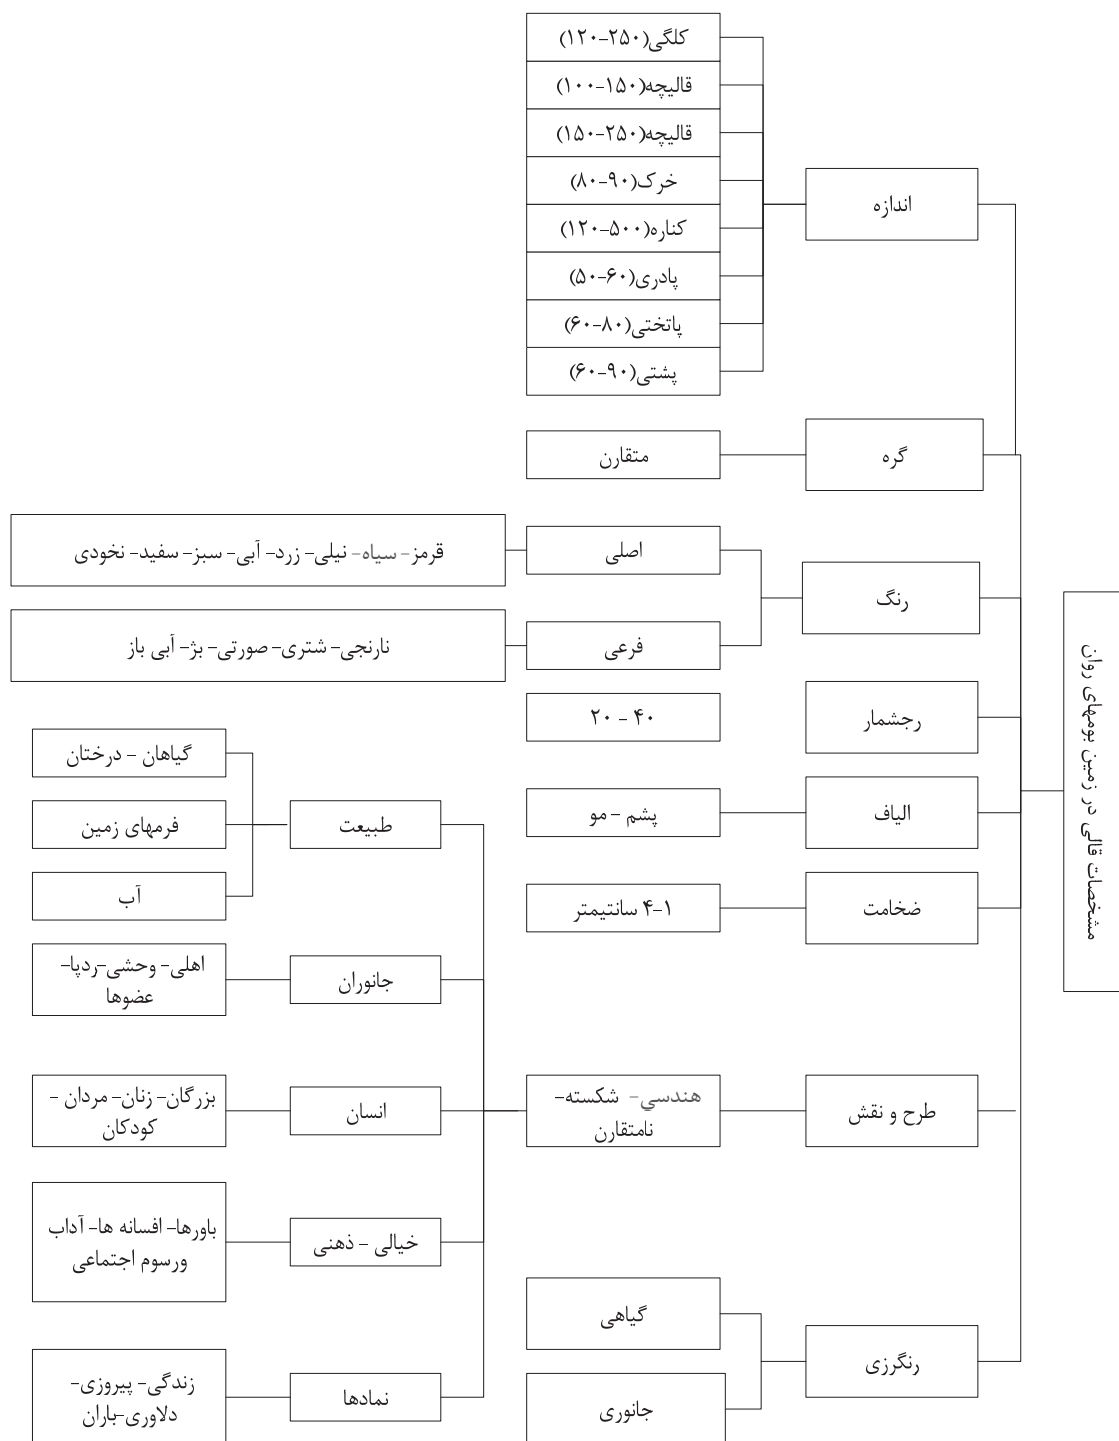 مشخصات قالی در زمین بومهای روان
اندازه
کلگی(۲۵۰-۱۲۰)
قالیچه(۱۵۰-۱۰۰)
قالیچه(۲۵۰-۱۵۰)
خرک(۹۰-۸۰)
کناره(۵۰۰-۱۲۰)
پادری(۶۰-۵۰)
پاتختی(۸۰-۶۰)
پشتی(۹۰-۶۰)
گره
متقارن
رنگ
اصلی
قرمز- سیاه- نیلی- زرد- آبی- سبز- سفید- نخودی
فرعی
نارنجی- شتری- صورتی- بژ- آبی باز
رجشمار
۴۰ - ۲۰
الیاف
پشم - مو
ضخامت
۴-۱ سانتیمتر
طرح و نقش
هندسي- شکسته-
نامتقارن
طبیعت
گیاهان - درختان
فرمهای زمین
آب
جانوران
اهلی- وحشی-ردپا-
عضوها
انسان
بزرگان- زنان- مردان -
کودکان
خیالی - ذهنی
باورها- افسانه ها- آداب
ورسوم اجتماعی
نمادها
زندگی- پیروزی-
دلاوری-باران
رنگرزی
گیاهی
جانوری